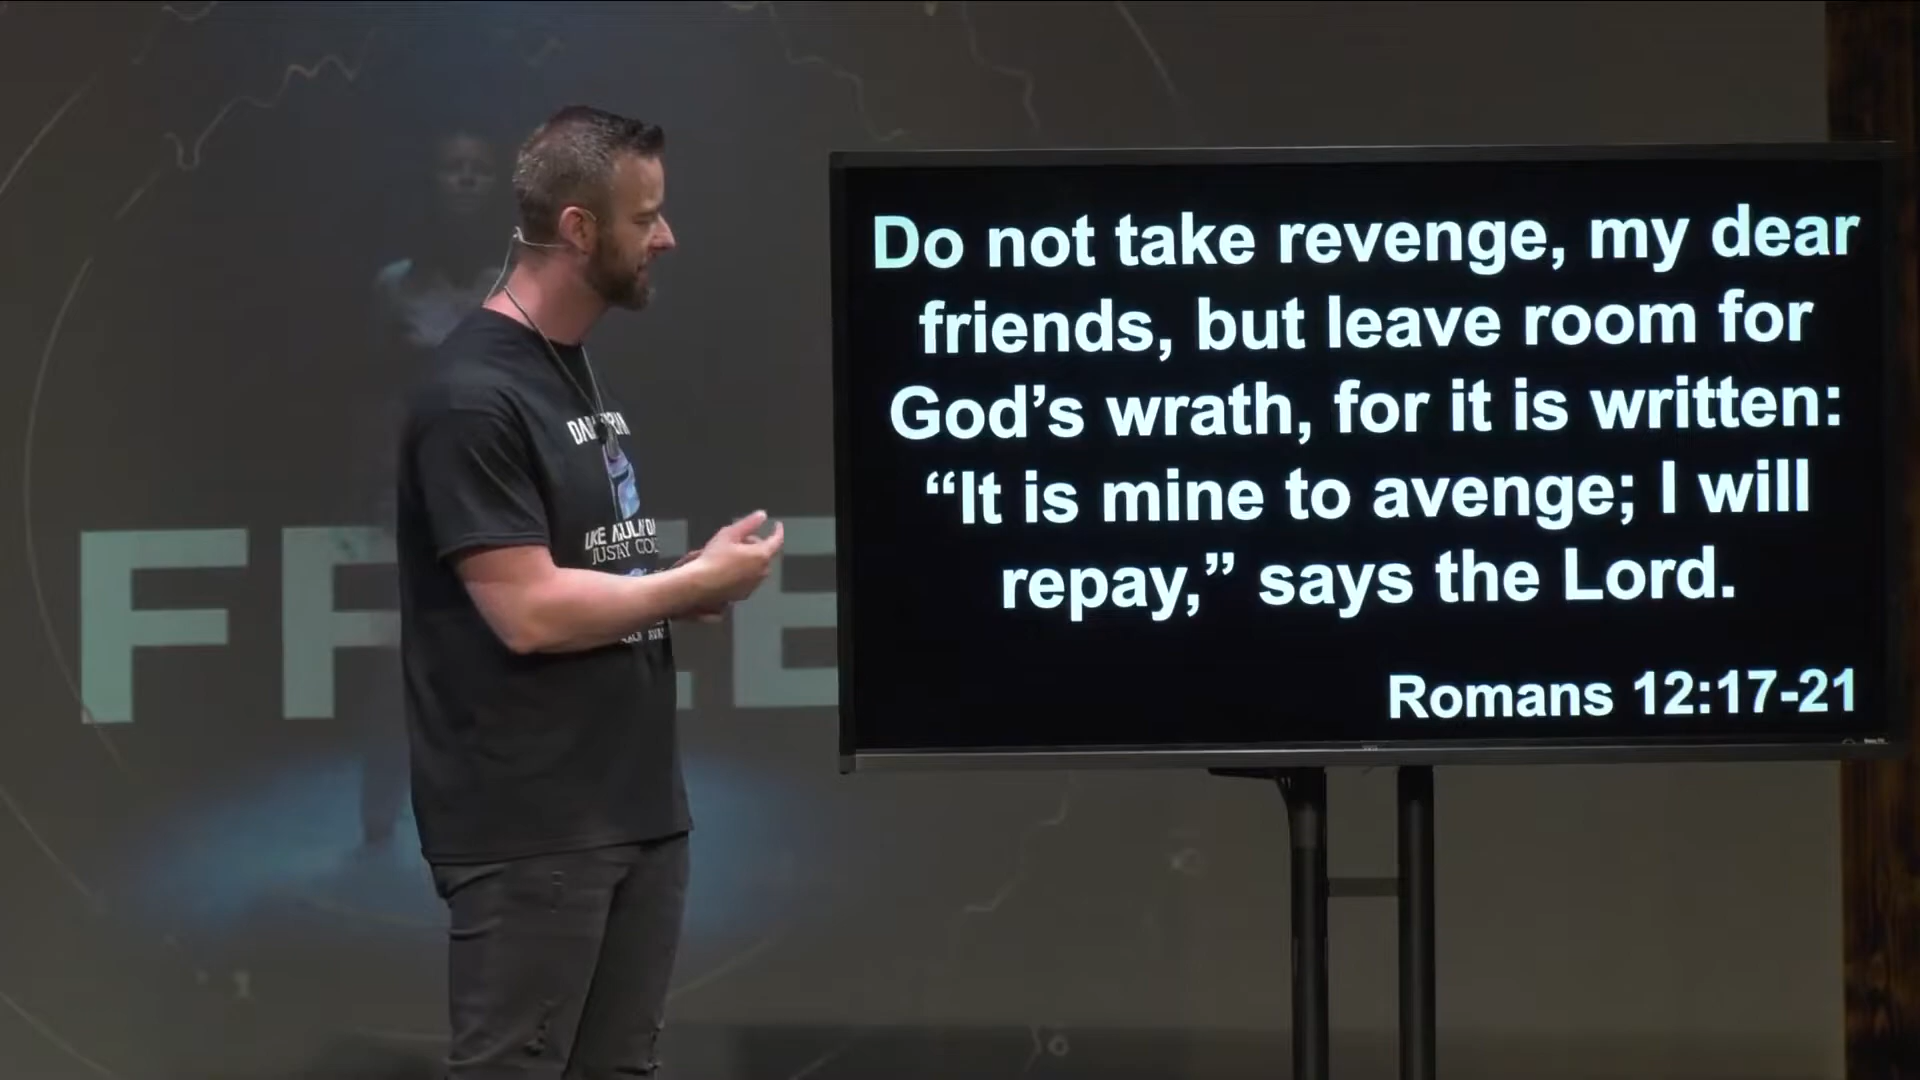 Do not take revenge, my dear
friends, but leave room for
God’s wrath, for it is written:
“It is mine to avenge; I will
repay,” says the Lord.
Romans 12:17-21